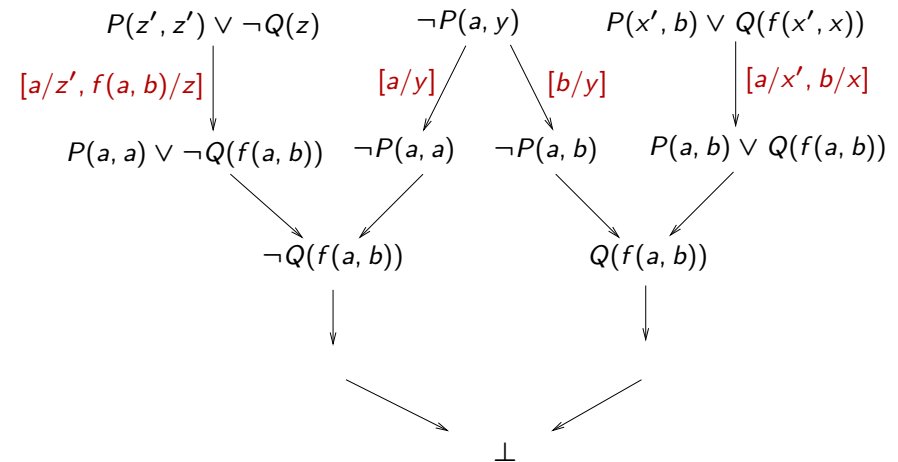 P(z′, z′) ∨ ¬Q(z) ¬P(a, y) P(x′, b) ∨ Q(f(x′, x))
[a/z′, f(a, b)/z] [a/y] [b/y] [a/x′, b/x]
P(a, a) ∨ ¬Q(f(a, b)) ¬P(a, a) ¬P(a, b) P(a, b) ∨ Q(f(a, b))
¬Q(f(a, b)) Q(f(a, b))
⊥